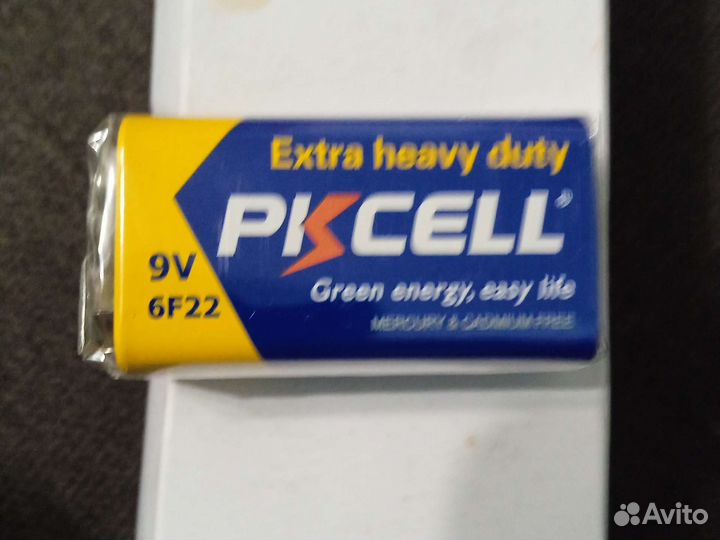 Extra heavy duty
PKCELL®
9V
6F22
Green energy, easy life
MERCURY & CADMIUM FREE
Avito